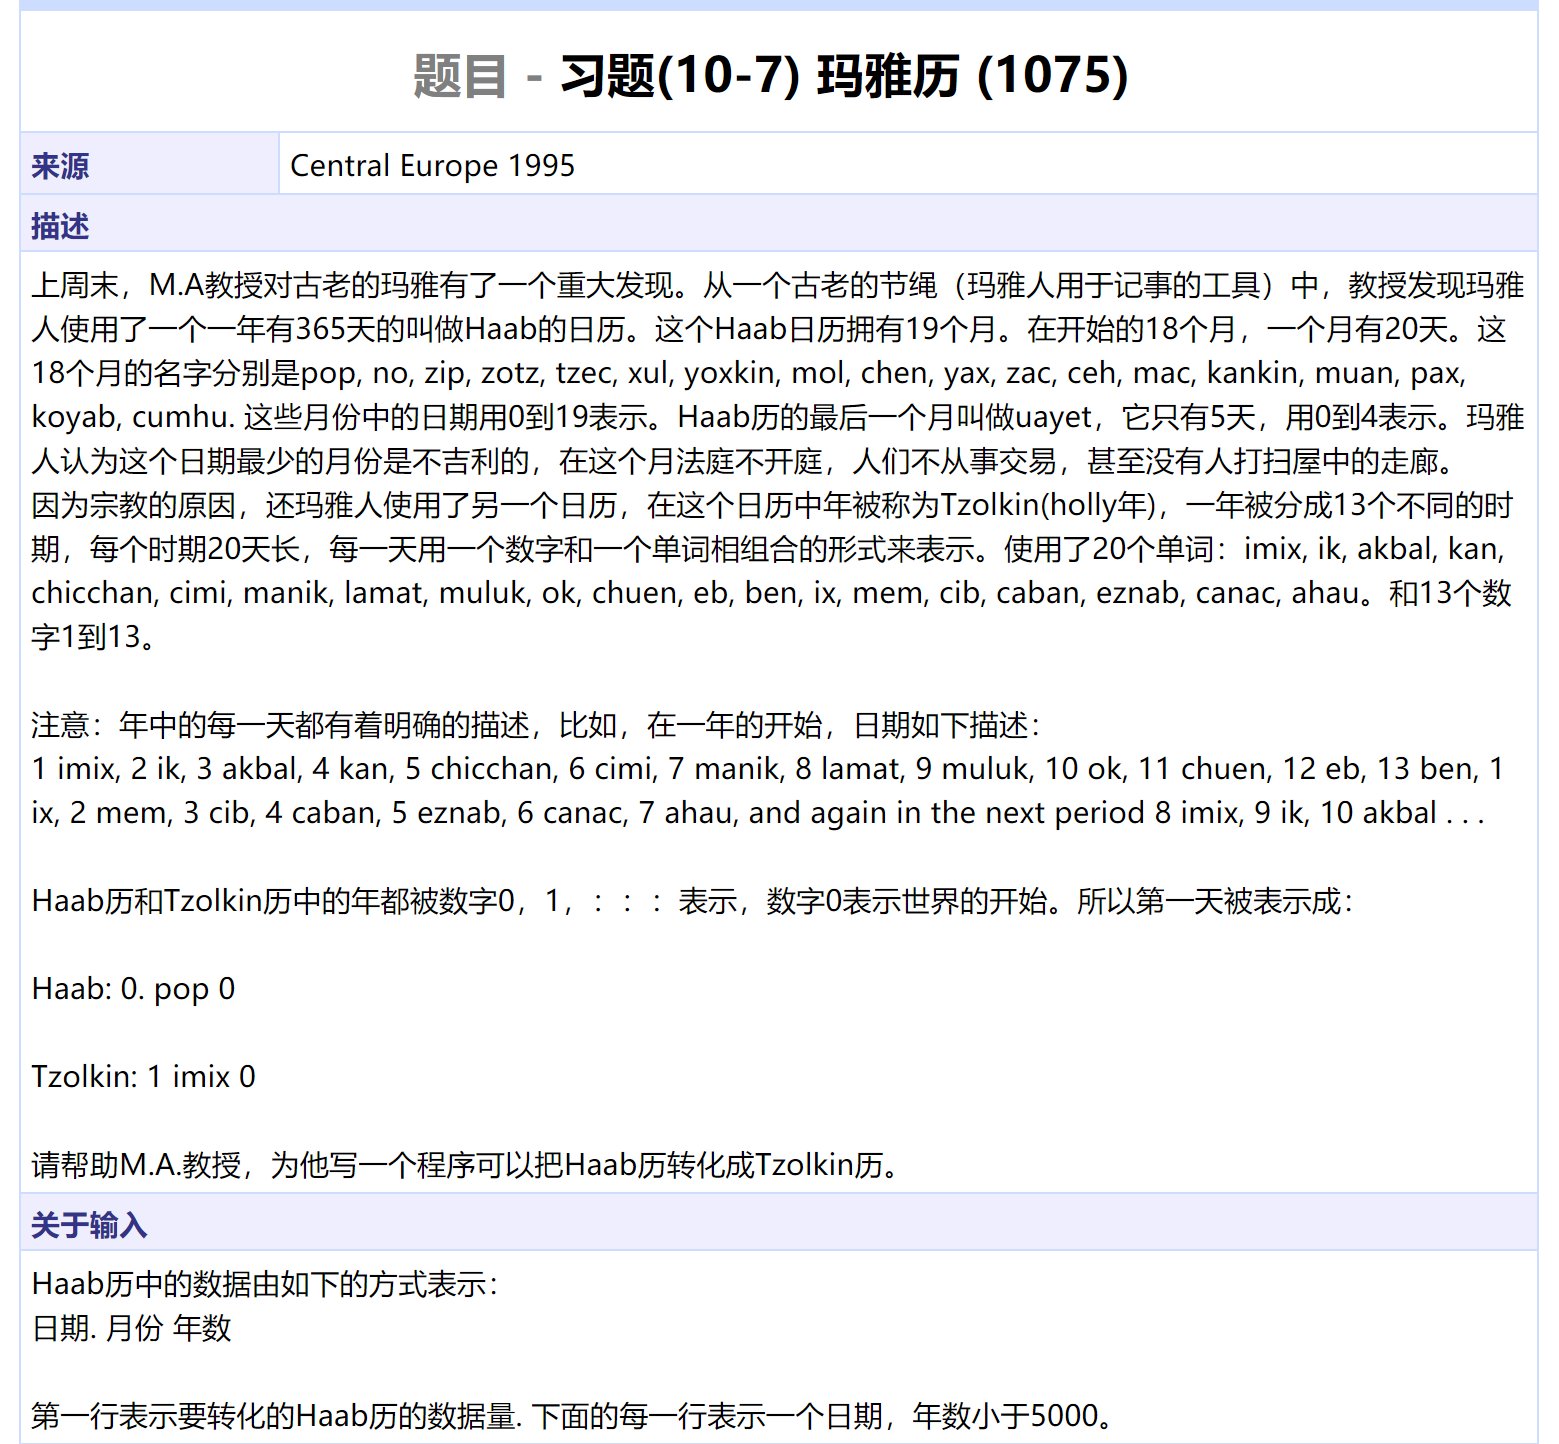 题目 - 习题(10-7) 玛雅历 (1075)
来源 Central Europe 1995
描述
上周末，M.A教授对古老的玛雅有了一个重大发现。从一个古老的节绳（玛雅人用于记事的工具）中，教授发现玛雅
人使用了一个一年有365天的叫做Haab的日历。这个Haab日历拥有19个月。在开始的18个月，一个月有20天。这
18个月的名字分别是pop, no, zip, zotz, tzec, xul, yoxkin, mol, chen, yax, zac, ceh, mac, kankin, muan, pax,
koyab, cumhu. 这些月份中的日期用0到19表示。Haab历的最后一个月叫做uayet，它只有5天，用0到4表示。玛雅
人认为这个日期最少的月份是不吉利的，在这个月法庭不开庭，人们不从事交易，甚至没有人打扫屋中的走廊。
因为宗教的原因，还玛雅人使用了另一个日历，在这个日历中年被称为Tzolkin(holly年)，一年被分成13个不同的时
期，每个时期20天长，每一天用一个数字和一个单词相组合的形式来表示。使用了20个单词：imix, ik, akbal, kan,
chicchan, cimi, manik, lamat, muluk, ok, chuen, eb, ben, ix, mem, cib, caban, eznab, canac, ahau。和13个数
字1到13。
注意：年中的每一天都有着明确的描述，比如，在一年的开始，日期如下描述：
1 imix, 2 ik, 3 akbal, 4 kan, 5 chicchan, 6 cimi, 7 manik, 8 lamat, 9 muluk, 10 ok, 11 chuen, 12 eb, 13 ben, 1
ix, 2 mem, 3 cib, 4 caban, 5 eznab, 6 canac, 7 ahau, and again in the next period 8 imix, 9 ik, 10 akbal . . .
Haab历和Tzolkin历中的年都被数字0，1，：：：表示，数字0表示世界的开始。所以第一天被表示成：
Haab: 0. pop 0
Tzolkin: 1 imix 0
请帮助M.A.教授，为他写一个程序可以把Haab历转化成Tzolkin历。
关于输入
Haab历中的数据由如下的方式表示：
日期. 月份 年数
第一行表示要转化的Haab历的数据量. 下面的每一行表示一个日期，年数小于5000。